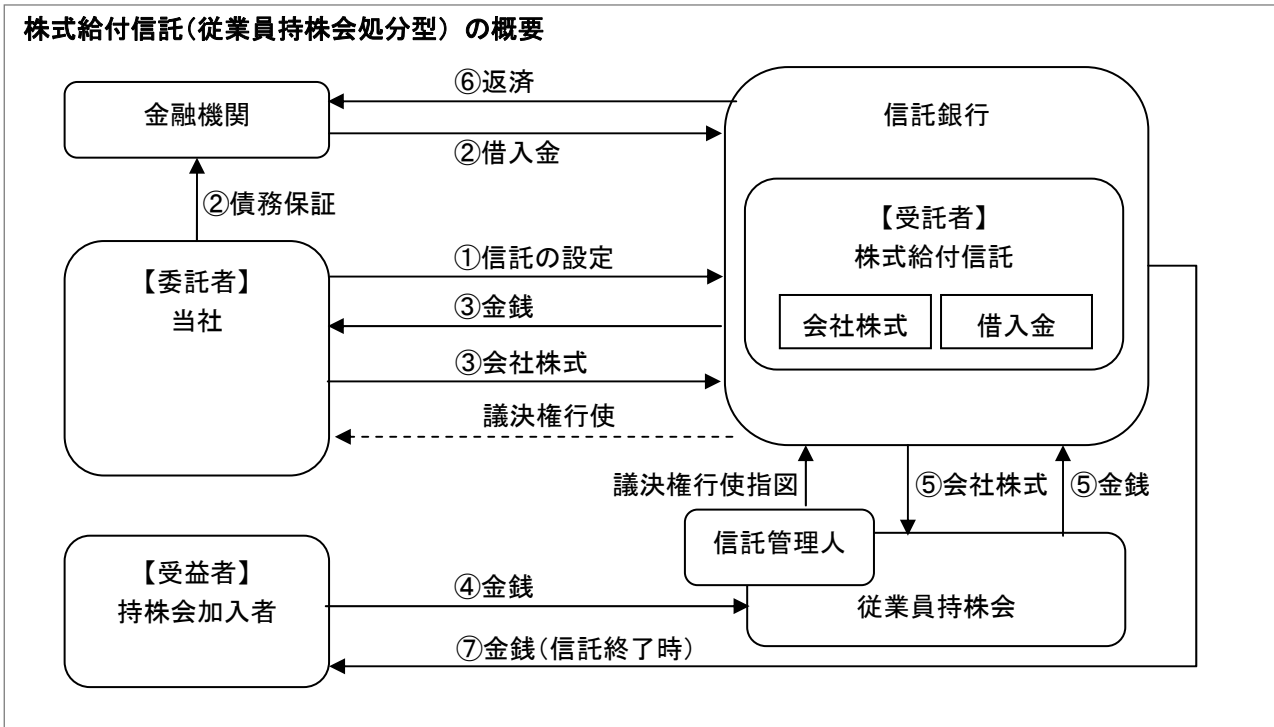 株式給付信託(従業員持株会処分型)の概要
⑥返済
金融機関
信託銀行
②借入金
②債務保証
【受託者】
株式給付信託
①信託の設定
【委託者】
当社
③金銭
会社株式
借入金
③会社株式
議決権行使
議決権行使指図
⑤会社株式
⑤金銭
信託管理人
【受益者】
持株会加入者
④金銭
従業員持株会
⑦金銭(信託終了時)